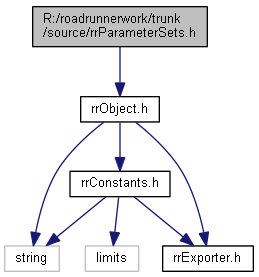 R:/roadrunnerwork/trunk
/source/rrParameterSets.h
rrObject.h
rrConstants.h
string
limits
rrExporter.h